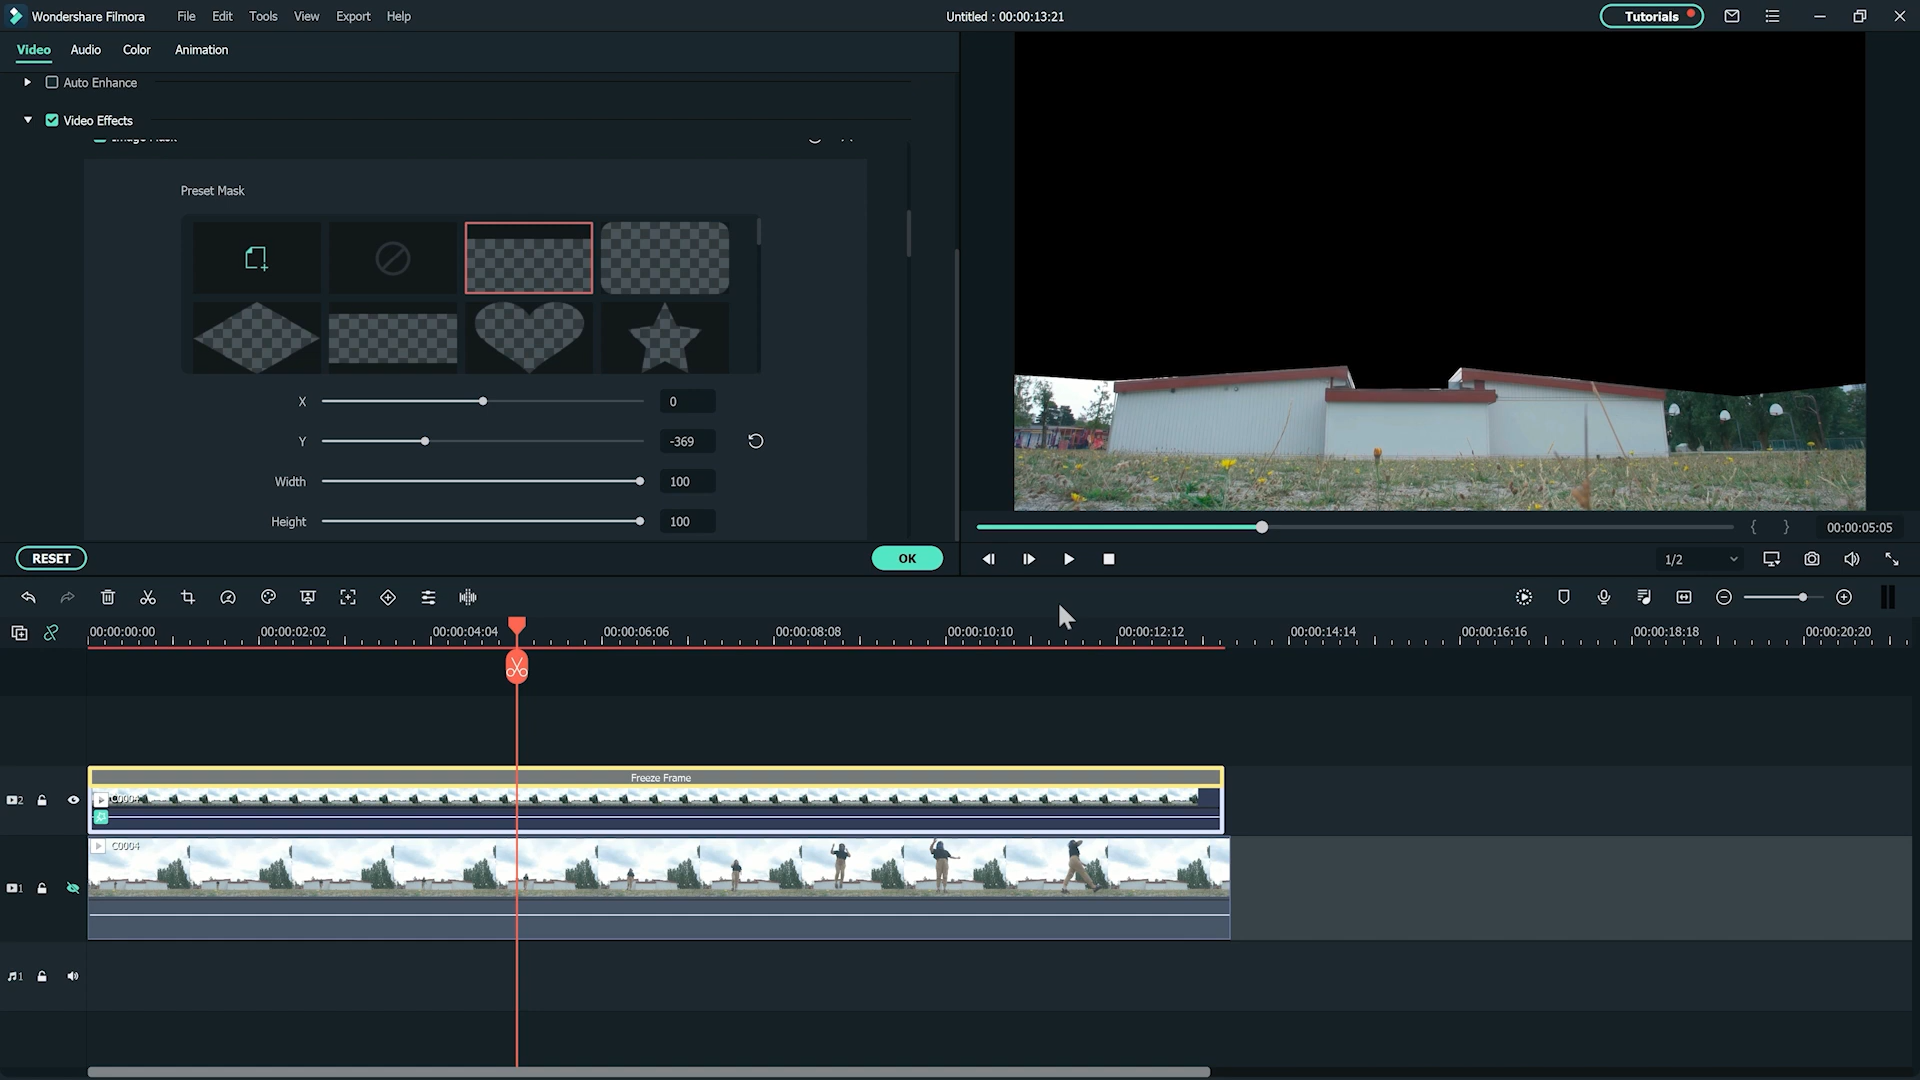 Wondershare Filmora File Edit Tools View Export Help Untitled : 00:00:13:21 Tutorials
Video Audio Color Animation
Auto Enhance
Video Effects
Image Mask
Preset Mask
X 0
Y -369
Width 100
Height 100
RESET OK
00:00:05:05
1/2
00:00:00:00 00:00:02:02 00:00:04:04 00:00:06:06 00:00:08:08 00:00:10:10 00:00:12:12 00:00:14:14 00:00:16:16 00:00:18:18 00:00:20:20
Freeze Frame
2 C0004
C0004
1
1